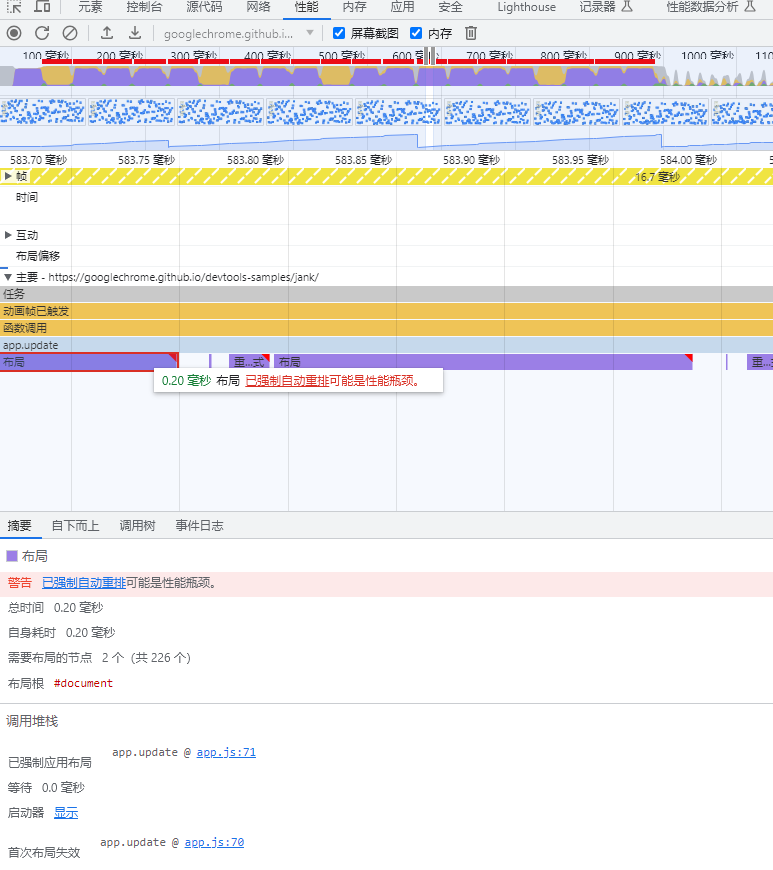 元素 控制台 源代码 网络 性能 内存 应用 安全 Lighthouse 记录器 性能数据分析
googlechrome.github.i... 屏幕截图 内存
100 毫秒 200 毫秒 300 毫秒 400 毫秒 500 毫秒 600 毫秒 700 毫秒 800 毫秒 900 毫秒 1000 毫秒
583.70 毫秒 583.75 毫秒 583.80 毫秒 583.85 毫秒 583.90 毫秒 583.95 毫秒 584.00 毫秒
帧 16.7 毫秒
时间
互动
布局偏移
主要 - https://googlechrome.github.io/devtools-samples/jank/
任务
动画帧已触发
函数调用
app.update
布局 重...式 布局
0.20 毫秒 布局 已强制自动重排可能是性能瓶颈。
摘要 自下而上 调用树 事件日志
布局
警告 已强制自动重排可能是性能瓶颈。
总时间 0.20 毫秒
自身耗时 0.20 毫秒
需要布局的节点 2 个（共 226 个）
布局根 #document
调用堆栈
已强制应用布局 app.update @ app.js:71
等待 0.0 毫秒
启动器 显示
首次布局失效 app.update @ app.js:70